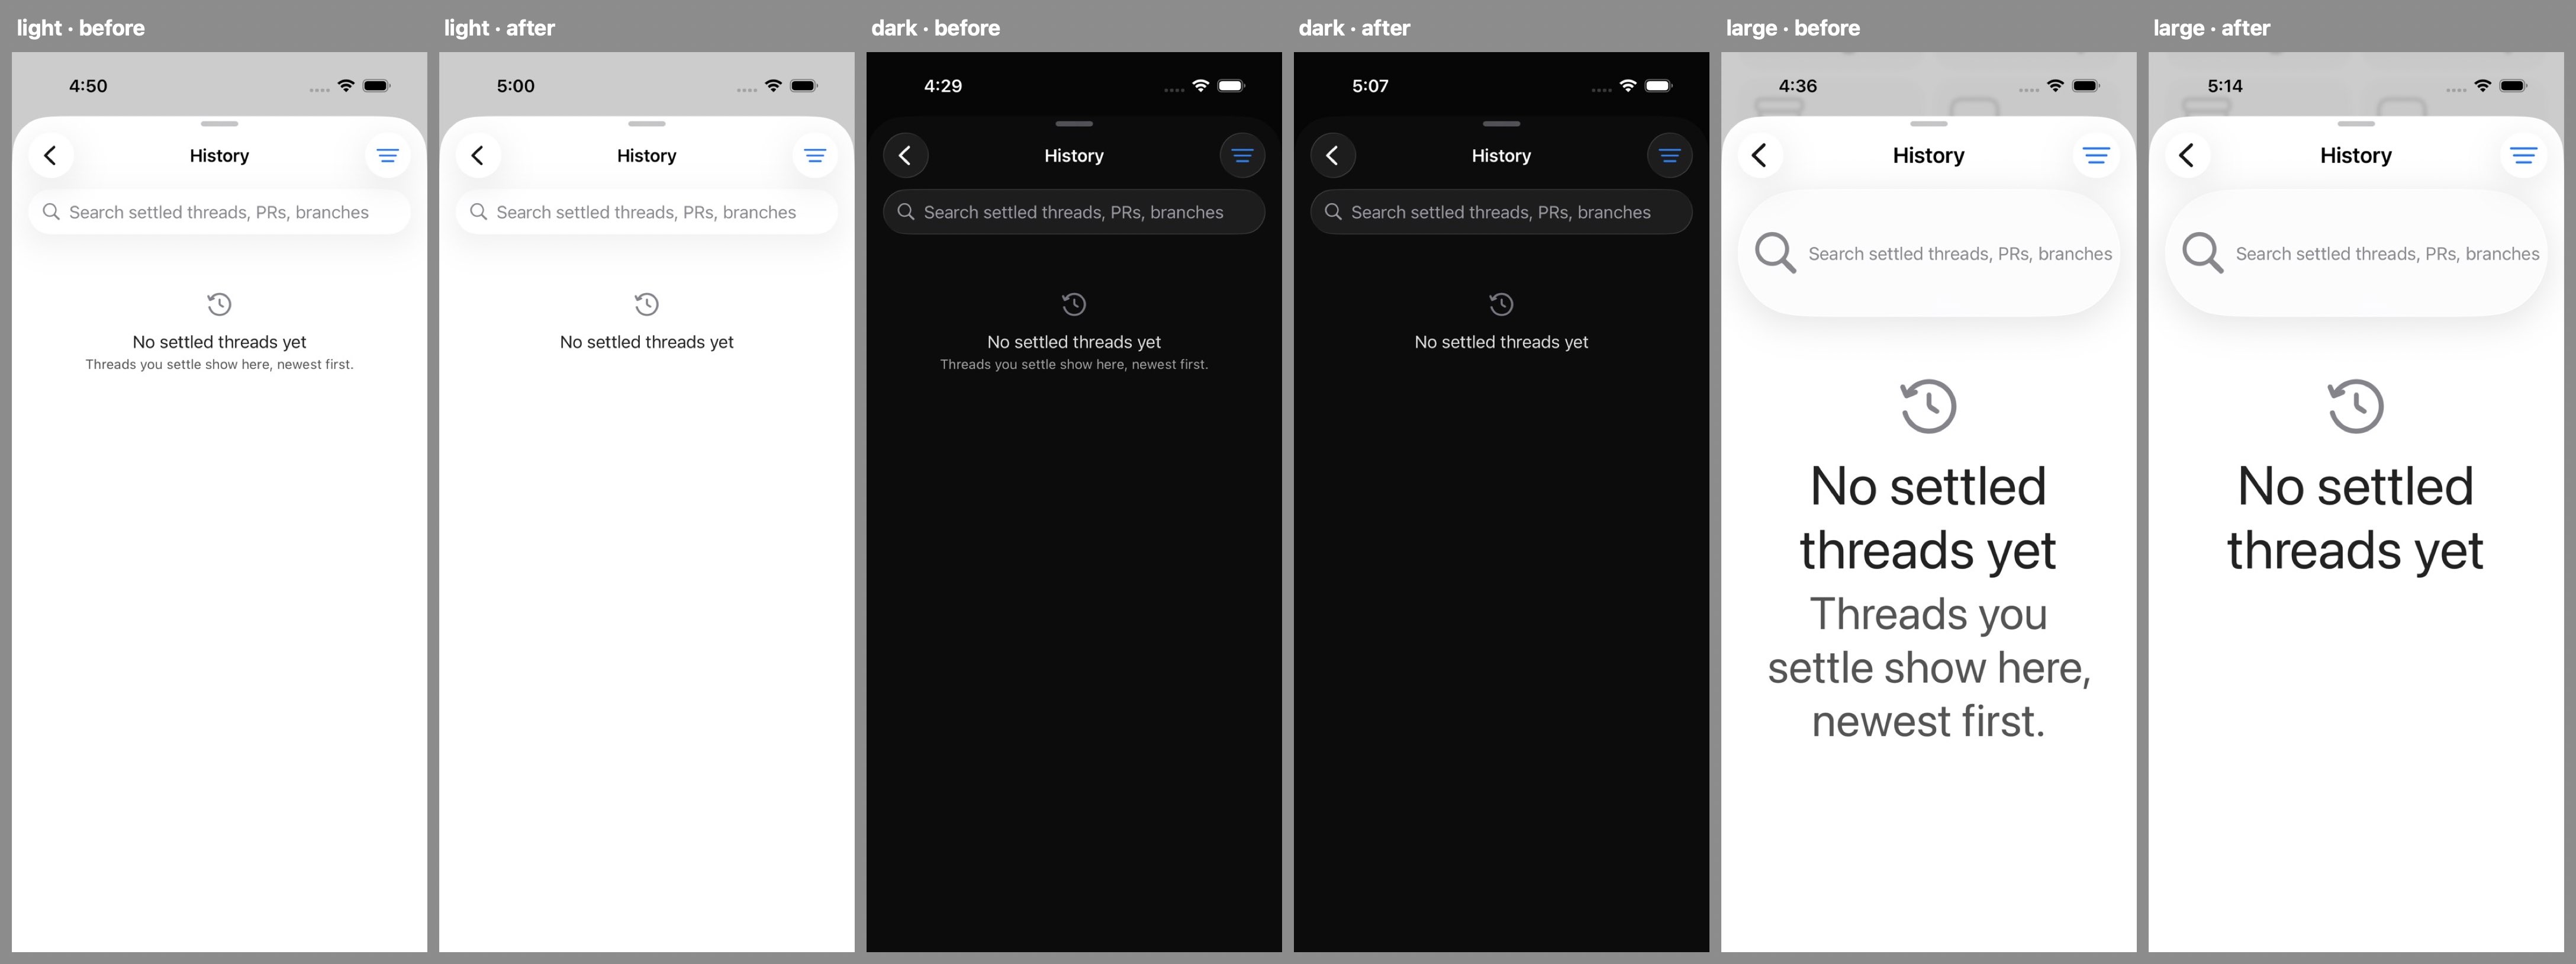 light · before
4:50
History
Search settled threads, PRs, branches
No settled threads yet
Threads you settle show here, newest first.
light · after
5:00
History
Search settled threads, PRs, branches
No settled threads yet
dark · before
4:29
History
Search settled threads, PRs, branches
No settled threads yet
Threads you settle show here, newest first.
dark · after
5:07
History
Search settled threads, PRs, branches
No settled threads yet
large · before
4:36
History
Search settled threads, PRs, branches
No settled
threads yet
Threads you
settle show here,
newest first.
large · after
5:14
History
Search settled threads, PRs, branches
No settled
threads yet